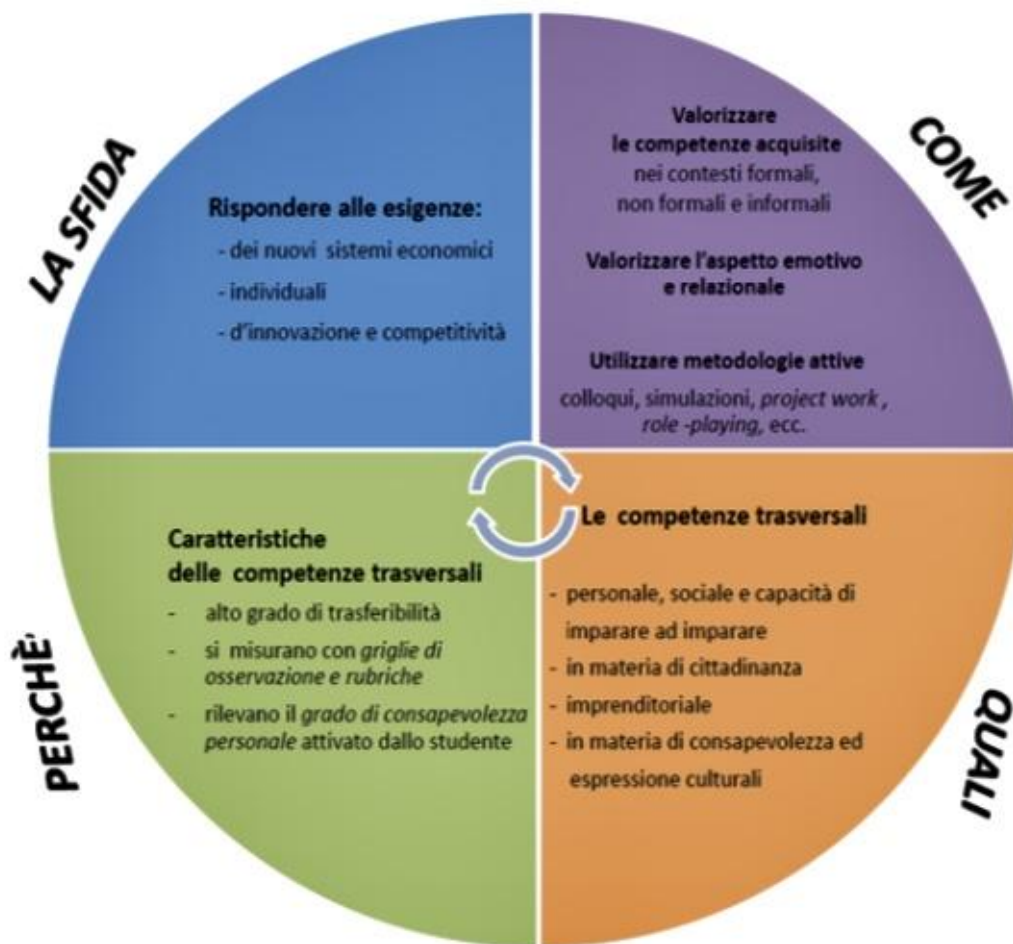 LA SFIDA
Rispondere alle esigenze:
- dei nuovi sistemi economici
- individuali
- d'innovazione e competitività
COME
Valorizzare
le competenze acquisite
nei contesti formali,
non formali e informali
Valorizzare l'aspetto emotivo
e relazionale
Utilizzare metodologie attive
colloqui, simulazioni, project work ,
role -playing, ecc.
PERCHÈ
Caratteristiche
delle competenze trasversali
- alto grado di trasferibilità
- si misurano con griglie di
osservazione e rubriche
- rilevano il grado di consapevolezza
personale attivato dallo studente
QUALI
Le competenze trasversali
- personale, sociale e capacità di
imparare ad imparare
- in materia di cittadinanza
- imprenditoriale
- in materia di consapevolezza ed
espressione culturali